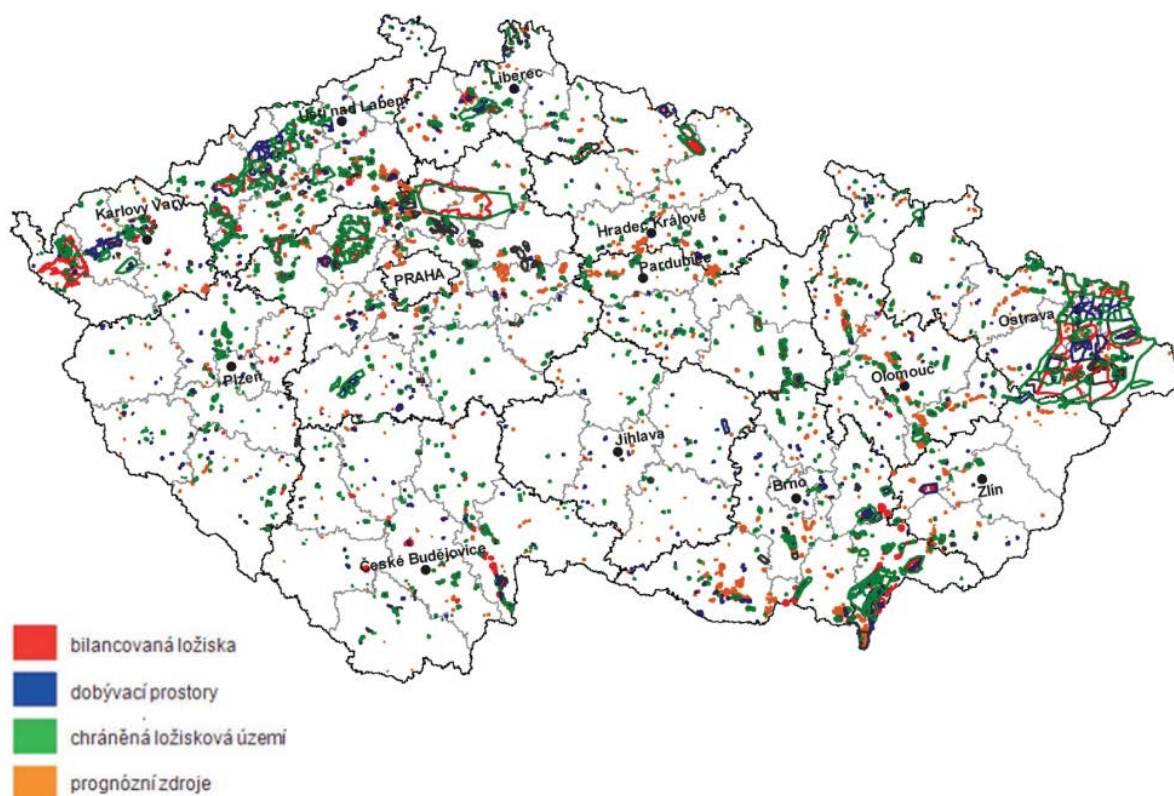 Liberec
Ústí nad Labem
Karlovy Vary
Hradec Králové
Pardubice
PRAHA
Ostrava
Plzeň
Olomouc
Jihlava
Brno
Zlín
České Budějovice
bilancovaná ložiska
dobývací prostory
chráněná ložisková území
prognózní zdroje